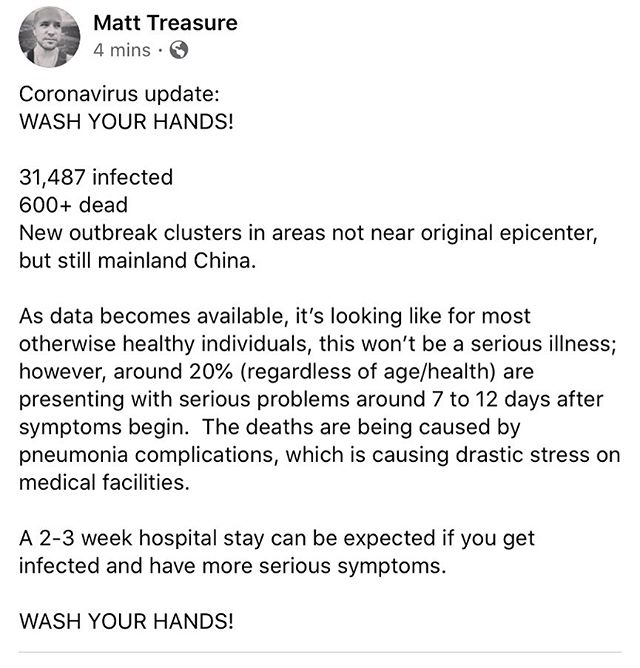 Matt Treasure
4 mins ·
Coronavirus update:
WASH YOUR HANDS!
31,487 infected
600+ dead
New outbreak clusters in areas not near original epicenter,
but still mainland China.
As data becomes available, it’s looking like for most
otherwise healthy individuals, this won’t be a serious illness;
however, around 20% (regardless of age/health) are
presenting with serious problems around 7 to 12 days after
symptoms begin.  The deaths are being caused by
pneumonia complications, which is causing drastic stress on
medical facilities.
A 2-3 week hospital stay can be expected if you get
infected and have more serious symptoms.
WASH YOUR HANDS!